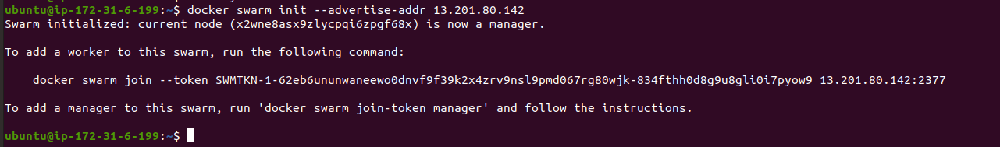 ubuntu@ip-172-31-6-199:~$ docker swarm init --advertise-addr 13.201.80.142
Swarm initialized: current node (x2wne8asx9zlycpqi6zpgf68x) is now a manager.
To add a worker to this swarm, run the following command:
docker swarm join --token SWMTKN-1-62eb6ununwaneewo0dnvf9f39k2x4zrv9nsl9pmd067rg80wjk-834fthh0d8g9u8gli0i7pyow9 13.201.80.142:2377
To add a manager to this swarm, run 'docker swarm join-token manager' and follow the instructions.
ubuntu@ip-172-31-6-199:~$